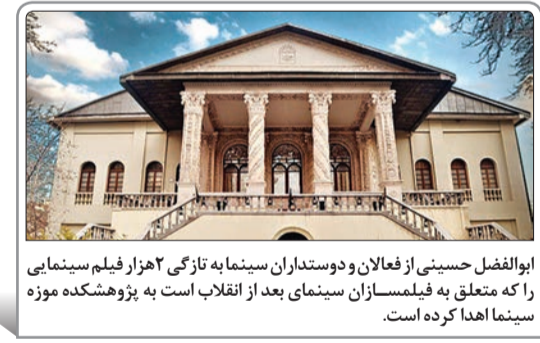 ابوالفضل حسینی از فعالان و دوستداران سینما به تازگی ۲هزار فیلم سینمایی
را که متعلق به فیلمسازان سینمای بعد از انقلاب است به پژوهشکده موزه
سینما اهدا کرده است.